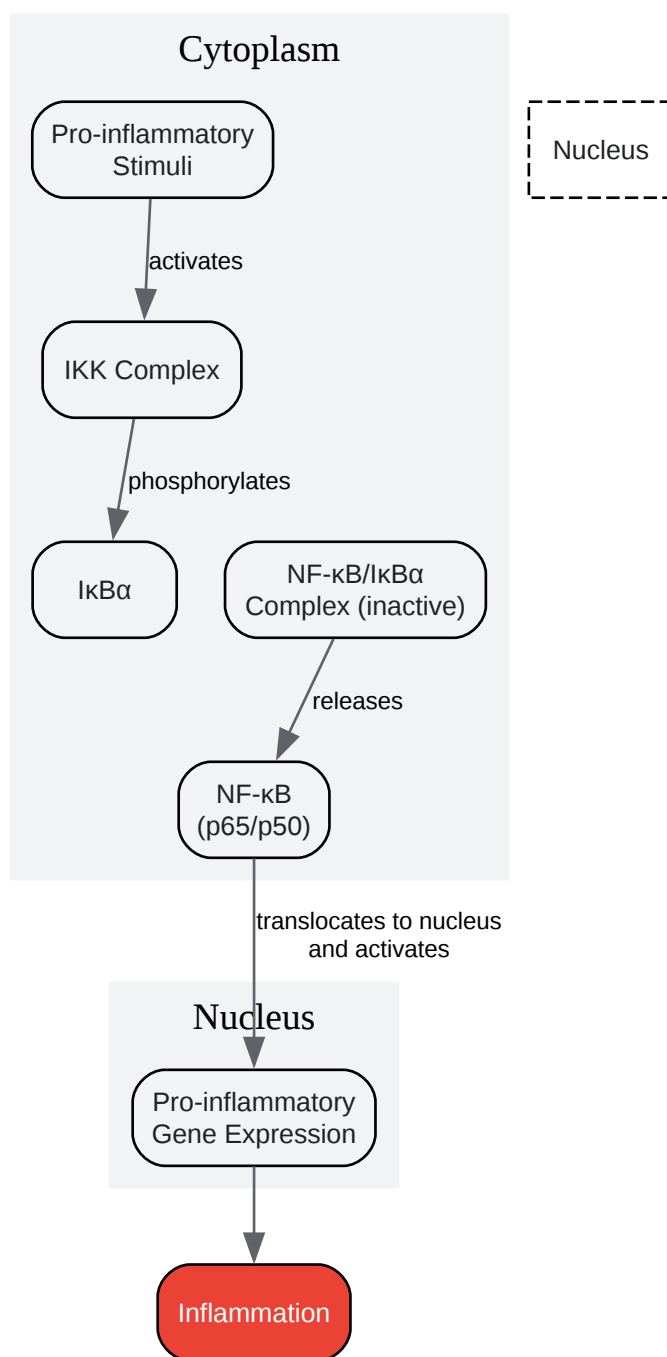 Cytoplasm
Pro-inflammatory
Stimuli
Nucleus
activates
IKK Complex
phosphorylates
IκBα
NF-κB/IκBα
Complex (inactive)
releases
NF-κB
(p65/p50)
translocates to nucleus
and activates
Nucleus
Pro-inflammatory
Gene Expression
Inflammation